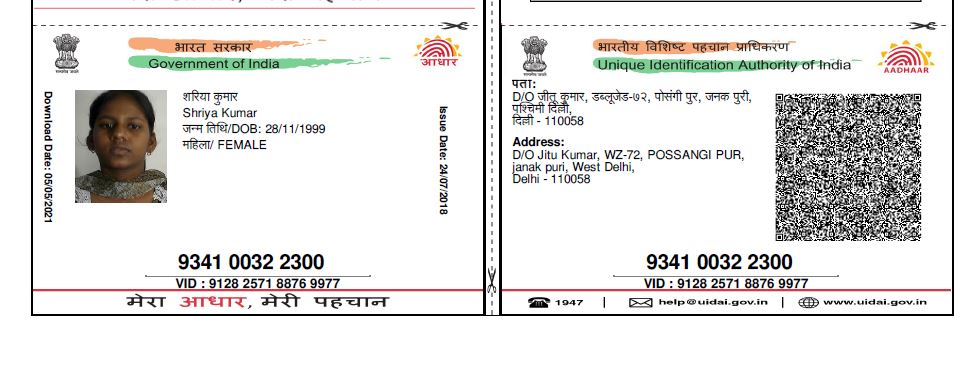 भारत सरकार
Government of India
आधार
Download Date: 05/05/2021
शरिया कुमार
Shriya Kumar
जन्म तिथि/DOB: 28/11/1999
महिला/ FEMALE
Issue Date: 24/07/2018
9341 0032 2300
VID : 9128 2571 8876 9977
मेरा आधार, मेरी पहचान
भारतीय विशिष्ट पहचान प्राधिकरण
Unique Identification Authority of India
AADHAAR
पता:
D/O जीतू कुमार, डब्लूजेड-७२, पोसंगी पुर, जनक पुरी,
पश्चिमी दिल्ली,
दिल्ली - 110058
Address:
D/O Jitu Kumar, WZ-72, POSSANGI PUR,
janak puri, West Delhi,
Delhi - 110058
9341 0032 2300
VID : 9128 2571 8876 9977
1947 | help@uidai.gov.in | www.uidai.gov.in